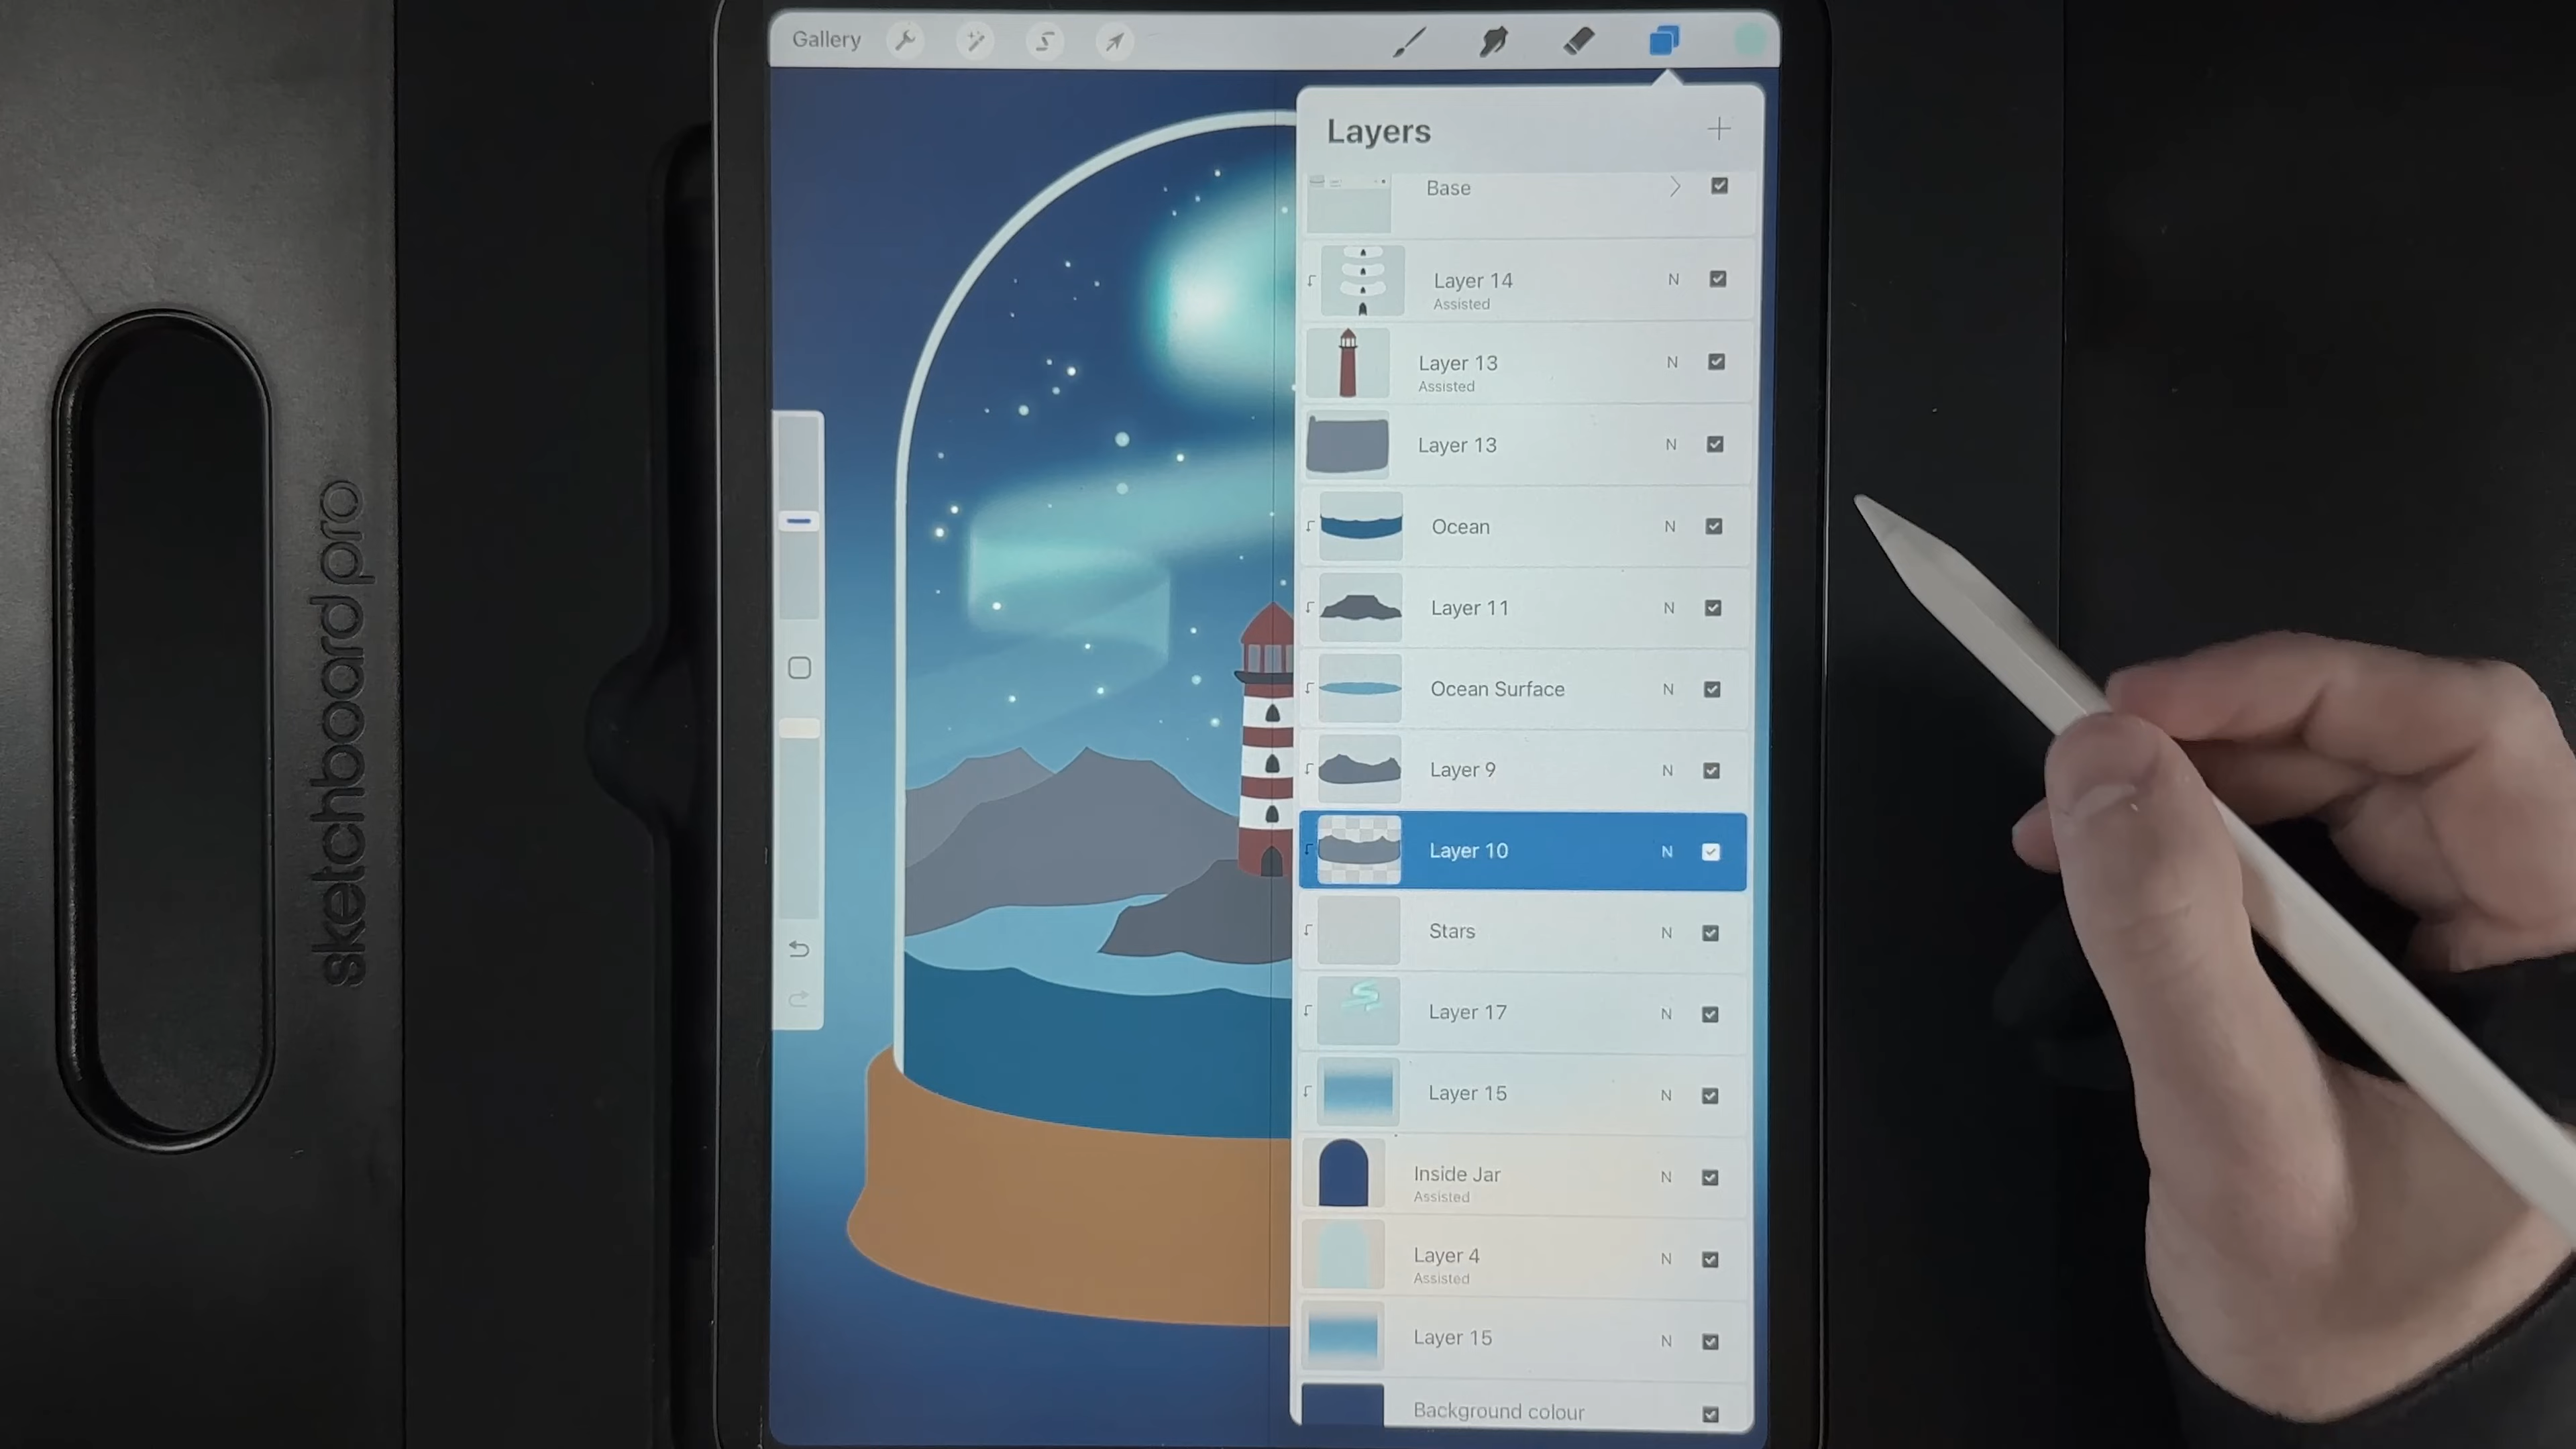 Gallery
Layers
Base
Layer 14
N
Assisted
Layer 13
N
Assisted
Layer 13
N
Ocean
N
Layer 11
N
Ocean Surface
N
Layer 9
N
Layer 10
N
Stars
N
Layer 17
N
Layer 15
N
Inside Jar
N
Assisted
Layer 4
N
Assisted
Layer 15
N
Background colour
sketchboard pro